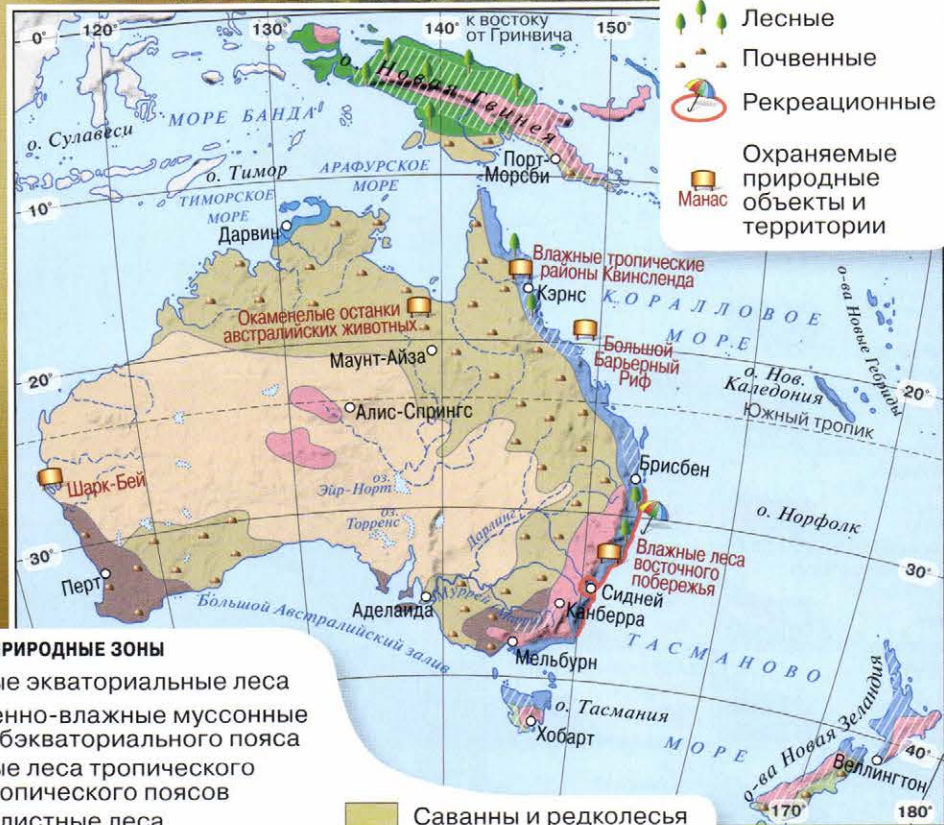 Лесные
Почвенные
Рекреационные
Охраняемые
природные
объекты и
территории
Манас
0°
120°
130°
140°
к востоку
от Гринвича
150°
о. Новая Гвинея
о. Сулавеси
МОРЕ БАНДА
о. Тимор
АРАФУРСКОЕ
МОРЕ
Порт-
Морсби
10°
ТИМОРСКОЕ
МОРЕ
Дарвин
Влажные тропические
районы Квинсленда
Кэрнс
КОРАЛЛОВОЕ
МОРЕ
о-ва Новые Гебриды
Окаменелые останки
австралийских животных
Маунт-Айза
Большой
Барьерный
Риф
20°
о. Нов.
Каледония
20°
Южный тропик
Алис-Спрингс
Брисбен
Шарк-Бей
оз.
Эйр-Норт
оз.
Торренс
Дарлинг
о. Норфолк
30°
Влажные леса
восточного
побережья
30°
Перт
Сидней
Аделаида
Муррей (Марри)
Канберра
Большой Австралийский залив
Мельбурн
ТАСМАНОВО
МОРЕ
о. Тасмания
Хобарт
о-ва Новая Зеландия
40°
Веллингтон
170°
180°
РИРОДНЫЕ ЗОНЫ
ые экваториальные леса
енно-влажные муссонные
бэкваториального пояса
ые леса тропического
опического поясов
листные леса
Саванны и редколесья